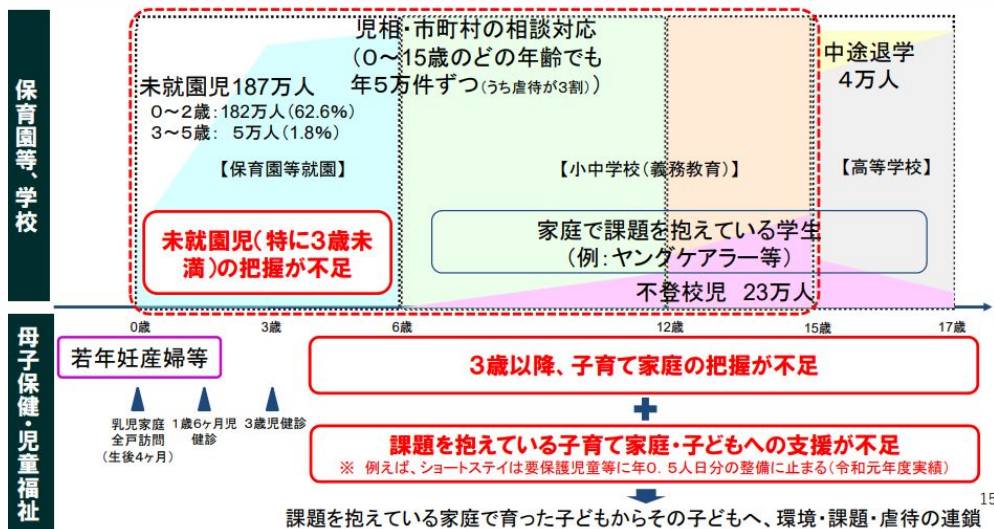 保育園等、学校
児相・市町村の相談対応
(0~15歳のどの年齢でも
年5万件ずつ(うち虐待が3割))
未就園児187万人
0~2歳:182万人(62.6%)
3~5歳: 5万人(1.8%)
中途退学
4万人
【保育園等就園】
【小中学校(義務教育)】
【高等学校】
未就園児(特に3歳未
満)の把握が不足
家庭で課題を抱えている学生
(例:ヤングケアラー等)
不登校児 23万人
0歳
3歳
6歳
12歳
15歳
17歳
母子保健・児童福祉
若年妊産婦等
乳児家庭
全戸訪問
(生後4ヶ月)
1歳6ヶ月児
健診
3歳児健診
3歳以降、子育て家庭の把握が不足
+
課題を抱えている子育て家庭・子どもへの支援が不足
※ 例えば、ショートステイは要保護児童等に年0.5人日分の整備に止まる(令和元年度実績)
課題を抱えている家庭で育った子どもからその子どもへ、環境・課題・虐待の連鎖
15